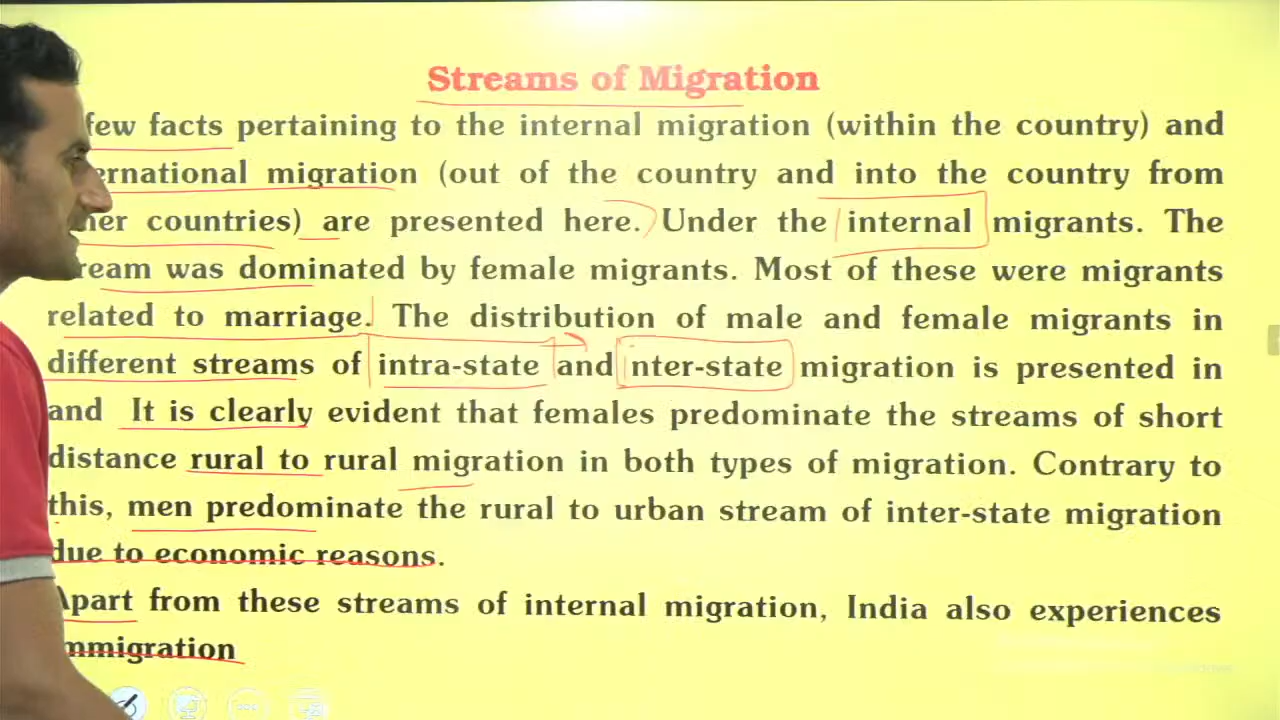 Streams of Migration
few facts pertaining to the internal migration (within the country) and
ernational migration (out of the country and into the country from
her countries) are presented here. Under the internal migrants. The
ream was dominated by female migrants. Most of these were migrants
related to marriage. The distribution of male and female migrants in
different streams of intra-state and inter-state migration is presented in
and It is clearly evident that females predominate the streams of short
distance rural to rural migration in both types of migration. Contrary to
this, men predominate the rural to urban stream of inter-state migration
due to economic reasons.
Apart from these streams of internal migration, India also experiences
mmigration